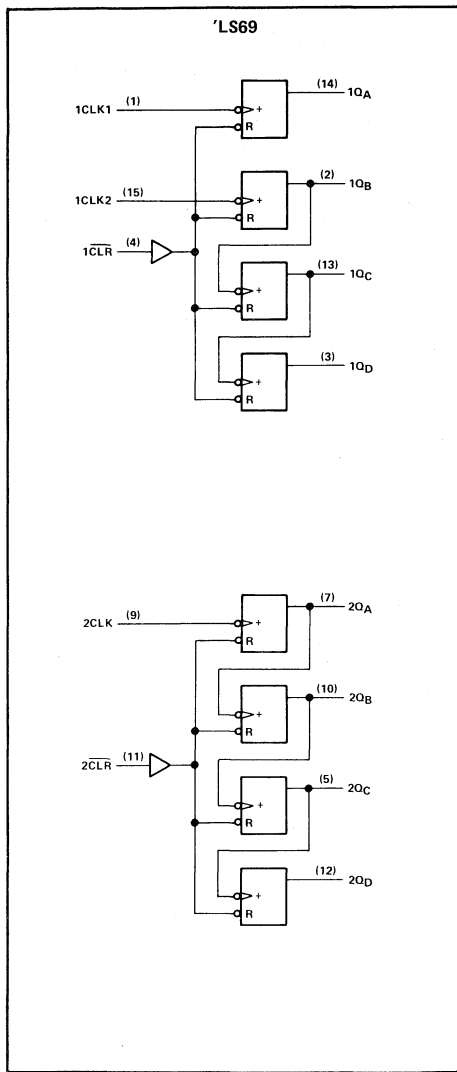 'LS69
(14) 1QA
1CLK1 (1)
+
R
(2) 1QB
1CLK2 (15)
+
R
1CLR (4)
(13) 1QC
+
R
(3) 1QD
+
R
(7) 2QA
2CLK (9)
+
R
(10) 2QB
+
R
2CLR (11)
(5) 2QC
+
R
(12) 2QD
+
R